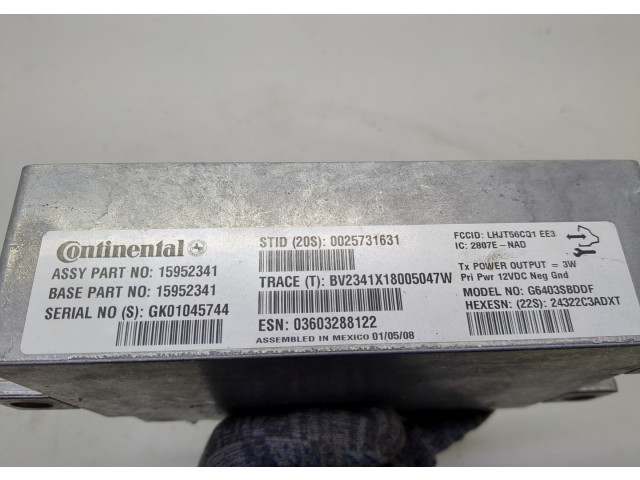 Continental
ASSY PART NO: 15952341
BASE PART NO: 15952341
SERIAL NO (S): GK01045744
STID (20S): 0025731631
TRACE (T): BV2341X18005047W
ESN: 03603288122
ASSEMBLED IN MEXICO 01/05/08
FCCID: LHJT56CQ1 EE3
IC: 2807E-NAD
Tx POWER OUTPUT = 3W
Pri Pwr 12VDC Neg Gnd
MODEL NO: G6403SBDDF
HEXESN: (22S): 24322C3ADXT